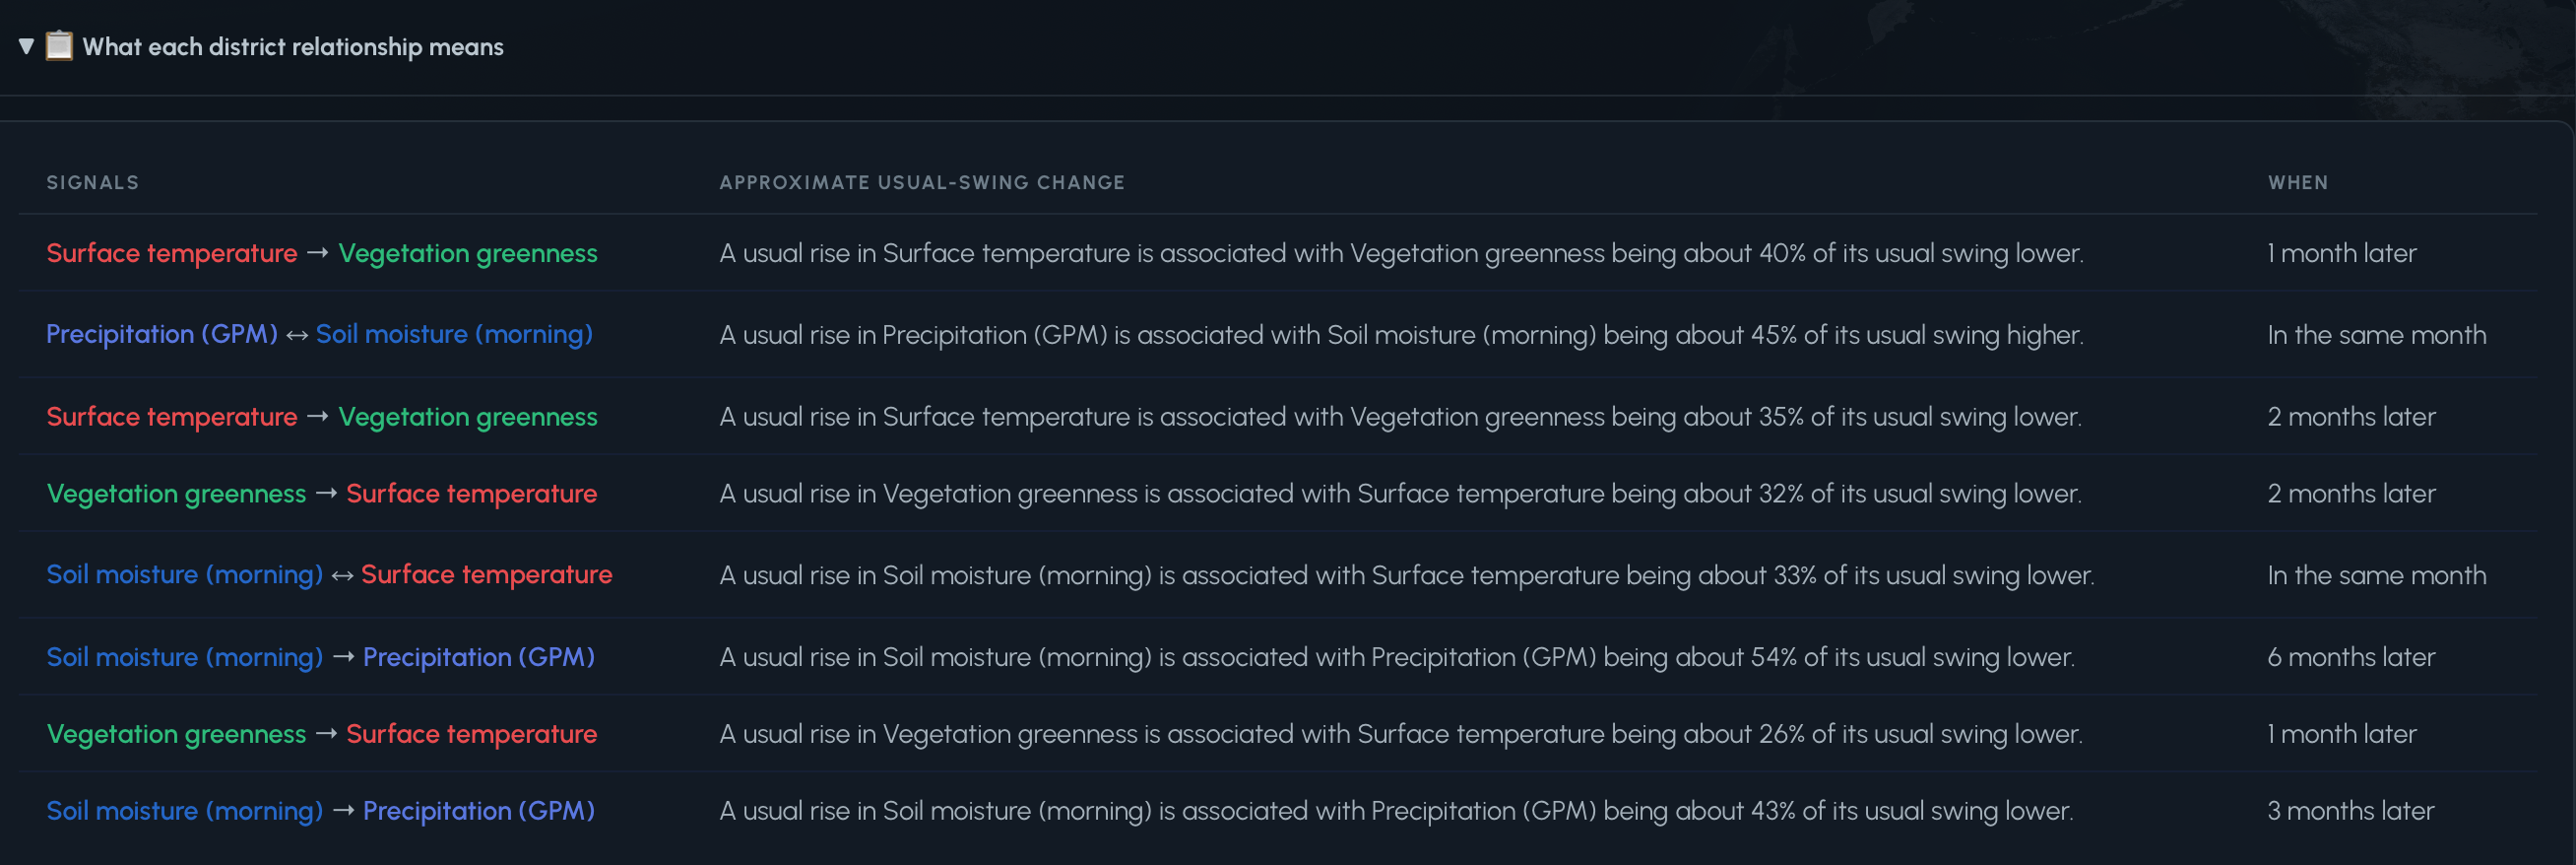 ▼ 📋 What each district relationship means
SIGNALS APPROXIMATE USUAL-SWING CHANGE WHEN
Surface temperature → Vegetation greenness A usual rise in Surface temperature is associated with Vegetation greenness being about 40% of its usual swing lower. 1 month later
Precipitation (GPM) ↔ Soil moisture (morning) A usual rise in Precipitation (GPM) is associated with Soil moisture (morning) being about 45% of its usual swing higher. In the same month
Surface temperature → Vegetation greenness A usual rise in Surface temperature is associated with Vegetation greenness being about 35% of its usual swing lower. 2 months later
Vegetation greenness → Surface temperature A usual rise in Vegetation greenness is associated with Surface temperature being about 32% of its usual swing lower. 2 months later
Soil moisture (morning) ↔ Surface temperature A usual rise in Soil moisture (morning) is associated with Surface temperature being about 33% of its usual swing lower. In the same month
Soil moisture (morning) → Precipitation (GPM) A usual rise in Soil moisture (morning) is associated with Precipitation (GPM) being about 54% of its usual swing lower. 6 months later
Vegetation greenness → Surface temperature A usual rise in Vegetation greenness is associated with Surface temperature being about 26% of its usual swing lower. 1 month later
Soil moisture (morning) → Precipitation (GPM) A usual rise in Soil moisture (morning) is associated with Precipitation (GPM) being about 43% of its usual swing lower. 3 months later